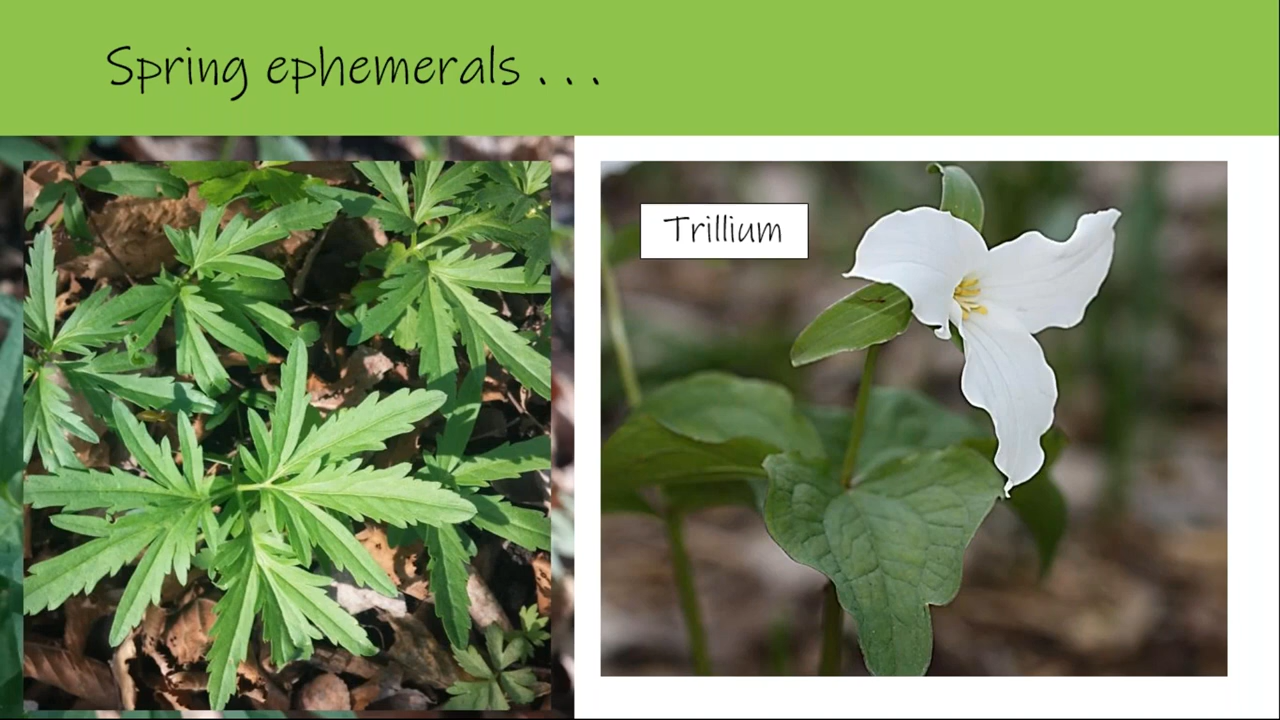 Spring ephemerals . . .
Trillium